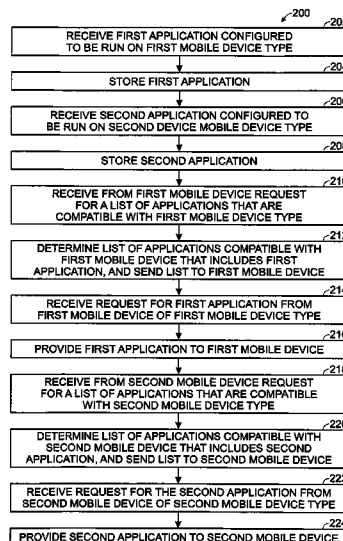 200
RECEIVE FIRST APPLICATION CONFIGURED
TO BE RUN ON FIRST MOBILE DEVICE TYPE
STORE FIRST APPLICATION
RECEIVE SECOND APPLICATION CONFIGURED TO
BE RUN ON SECOND DEVICE MOBILE DEVICE TYPE
208
STORE SECOND APPLICATION
RECEIVE FROM FIRST MOBILE DEVICE REQUEST
FOR A LIST OF APPLICATIONS THAT ARE
COMPATIBLE WITH FIRST MOBILE DEVICE TYPE
DETERMINE LIST OF APPLICATIONS COMPATIBLE WITH
FIRST MOBILE DEVICE THAT INCLUDES FIRST
APPLICATION, AND SEND LIST TO FIRST MOBILE DEVICE
214
RECEIVE REQUEST FOR FIRST APPLICATION FROM
FIRST MOBILE DEVICE OF FIRST MOBILE DEVICE TYPE
PROVIDE FIRST APPLICATION TO FIRST MOBILE DEVICE
RECEIVE FROM SECOND MOBILE DEVICE REQUEST
FOR A LIST OF APPLICATIONS THAT ARE COMPATIBLE
WITH SECOND MOBILE DEVICE TYPE
DETERMINE LIST OF APPLICATIONS COMPATIBLE WITH
SECOND MOBILE DEVICE THAT INCLUDES SECOND
APPLICATION, AND SEND LIST TO SECOND MOBILE DEVICE
RECEIVE REQUEST FOR THE SECOND APPLICATION FROM
SECOND MOBILE DEVICE OF SECOND MOBILE DEVICE TYPE
224
PROVIDE SECOND APPLICATION TO SECOND MOBILE DEVICE